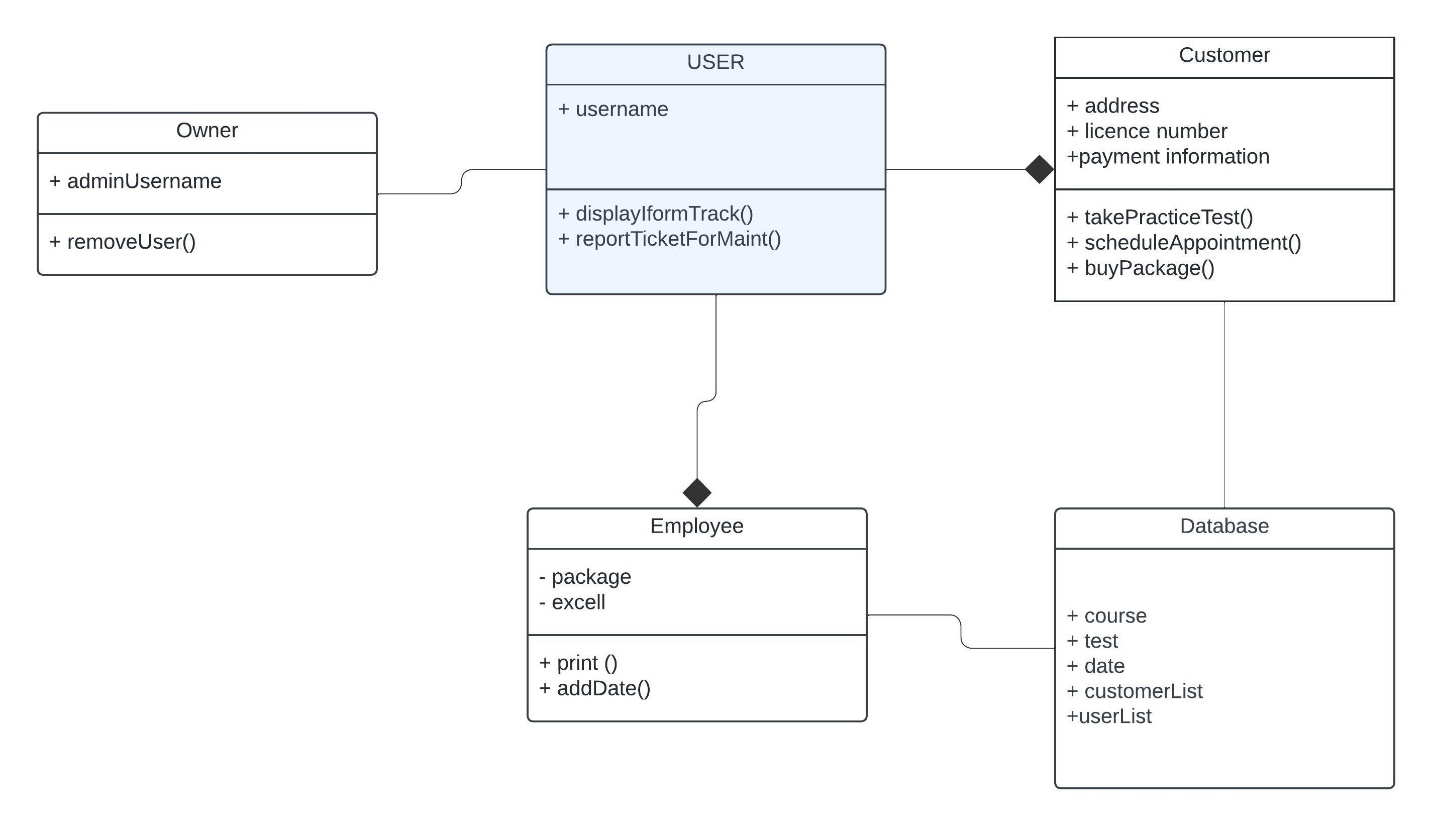 Owner
+ adminUsername
+ removeUser()
USER
+ username
+ displayIformTrack()
+ reportTicketForMaint()
Customer
+ address
+ licence number
+payment information
+ takePracticeTest()
+ scheduleAppointment()
+ buyPackage()
Employee
- package
- excell
+ print ()
+ addDate()
Database
+ course
+ test
+ date
+ customerList
+userList